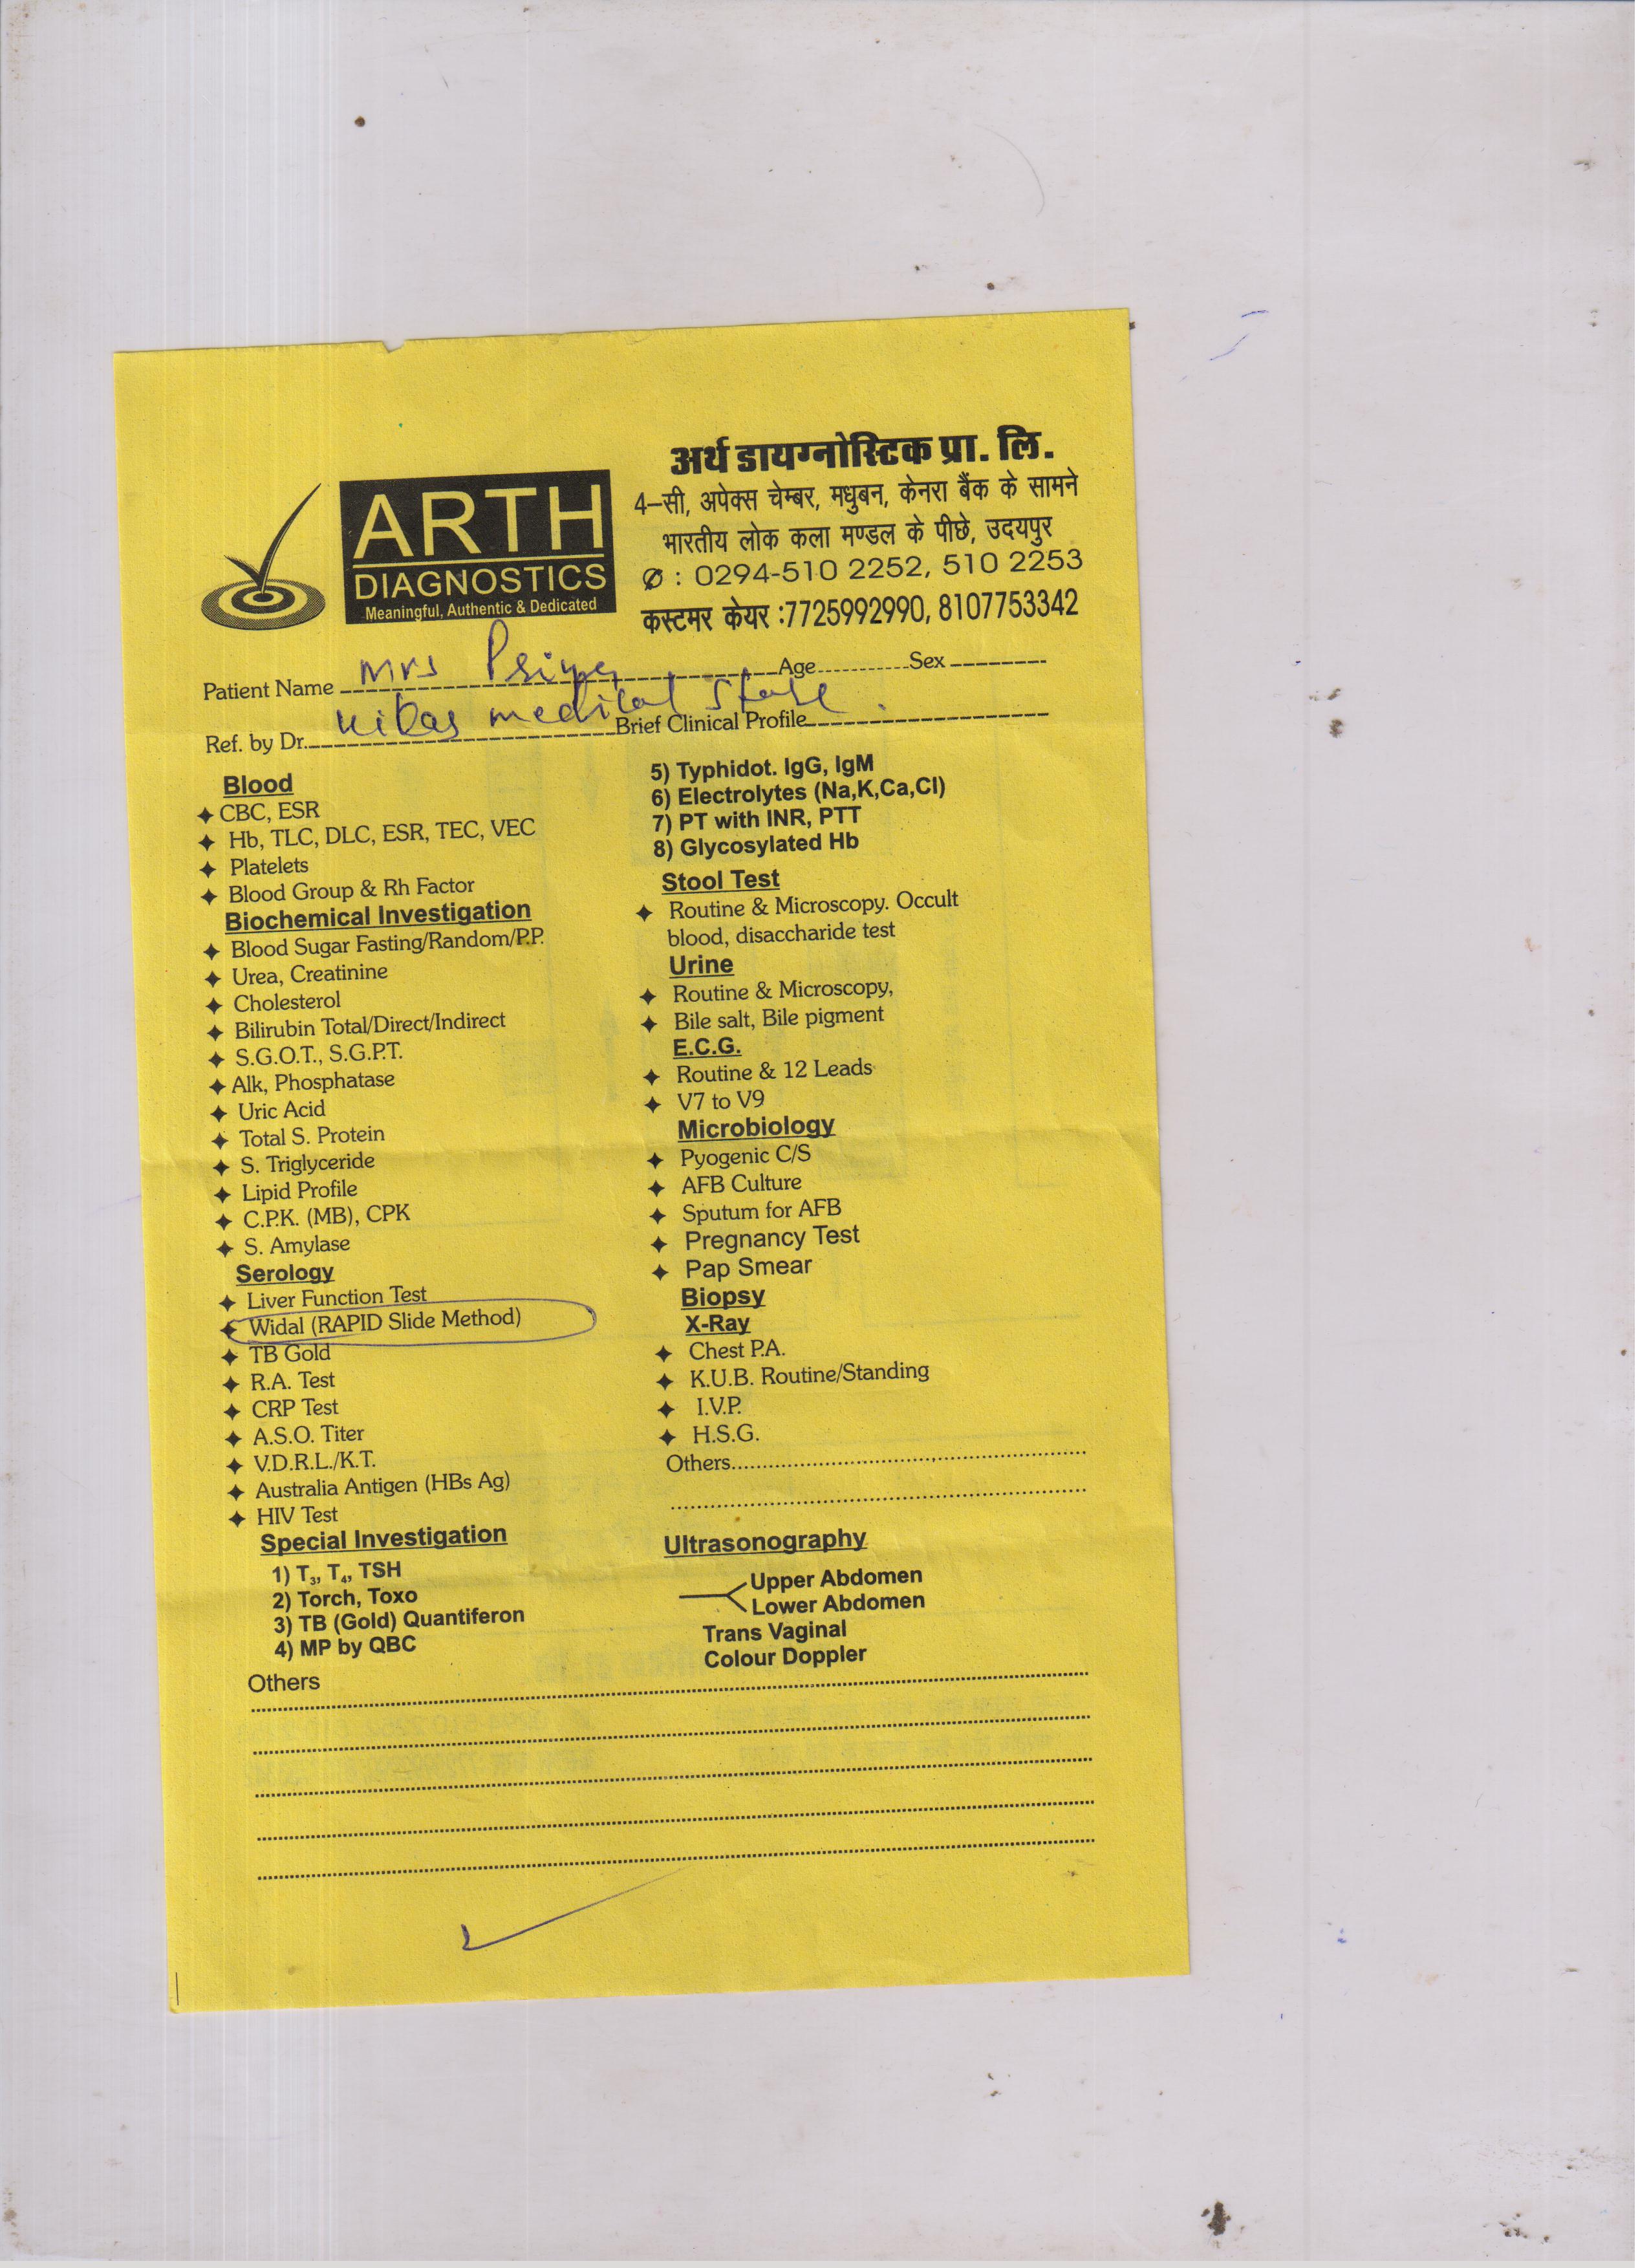 अर्थ डायग्नोस्टिक प्रा. लि.
4–सी, अपेक्स चेम्बर, मधुबन, केनरा बैंक के सामने
भारतीय लोक कला मण्डल के पीछे, उदयपुर
: 0294-510 2252, 510 2253
कस्टमर केयर :7725992990, 8107753342
ARTH
DIAGNOSTICS
Meaningful, Authentic & Dedicated
Patient Name Mrs Priya Age Sex
Ref. by Dr. medical store Brief Clinical Profile
Blood
CBC, ESR
Hb, TLC, DLC, ESR, TEC, VEC
Platelets
Blood Group & Rh Factor
Biochemical Investigation
Blood Sugar Fasting/Random/P.P.
Urea, Creatinine
Cholesterol
Bilirubin Total/Direct/Indirect
S.G.O.T., S.G.P.T.
Alk, Phosphatase
Uric Acid
Total S. Protein
S. Triglyceride
Lipid Profile
C.P.K. (MB), CPK
S. Amylase
Serology
Liver Function Test
Widal (RAPID Slide Method)
TB Gold
R.A. Test
CRP Test
A.S.O. Titer
V.D.R.L./K.T.
Australia Antigen (HBs Ag)
HIV Test
Special Investigation
1) T₃, T₄, TSH
2) Torch, Toxo
3) TB (Gold) Quantiferon
4) MP by QBC
5) Typhidot. IgG, IgM
6) Electrolytes (Na,K,Ca,Cl)
7) PT with INR, PTT
8) Glycosylated Hb
Stool Test
Routine & Microscopy. Occult
blood, disaccharide test
Urine
Routine & Microscopy,
Bile salt, Bile pigment
E.C.G.
Routine & 12 Leads
V7 to V9
Microbiology
Pyogenic C/S
AFB Culture
Sputum for AFB
Pregnancy Test
Pap Smear
Biopsy
X-Ray
Chest P.A.
K.U.B. Routine/Standing
I.V.P.
H.S.G.
Others
Ultrasonography
Upper Abdomen
Lower Abdomen
Trans Vaginal
Colour Doppler
Others